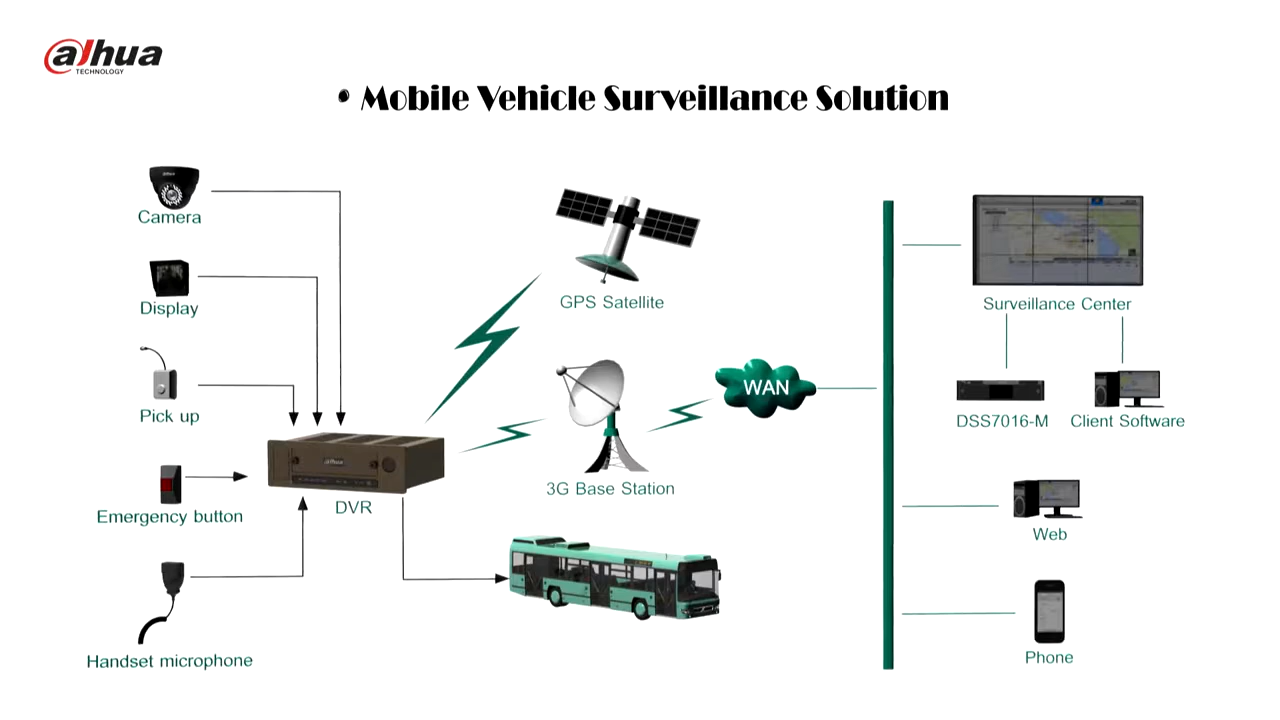 alhua
TECHNOLOGY
• Mobile Vehicle Surveillance Solution
Camera
Display
Pick up
Emergency button
Handset microphone
alhua
DVR
GPS Satellite
3G Base Station
WAN
Surveillance Center
DSS7016-M
Client Software
Web
Phone